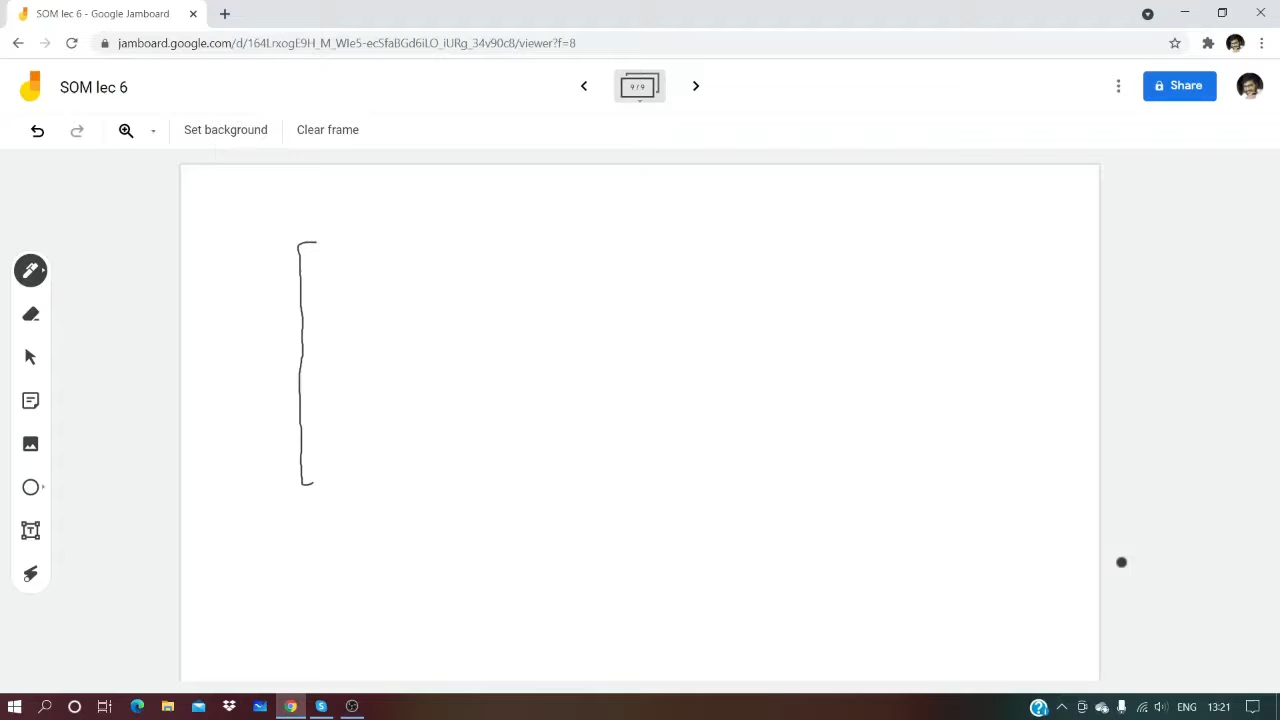 SOM lec 6 - Google Jamboard
jamboard.google.com/d/164LrxogE9H_M_Wle5-ecSfaBGd6iLO_iURg_34v90c8/viewer?f=8
SOM lec 6
9 / 9
Share
Set background
Clear frame
ENG
13:21